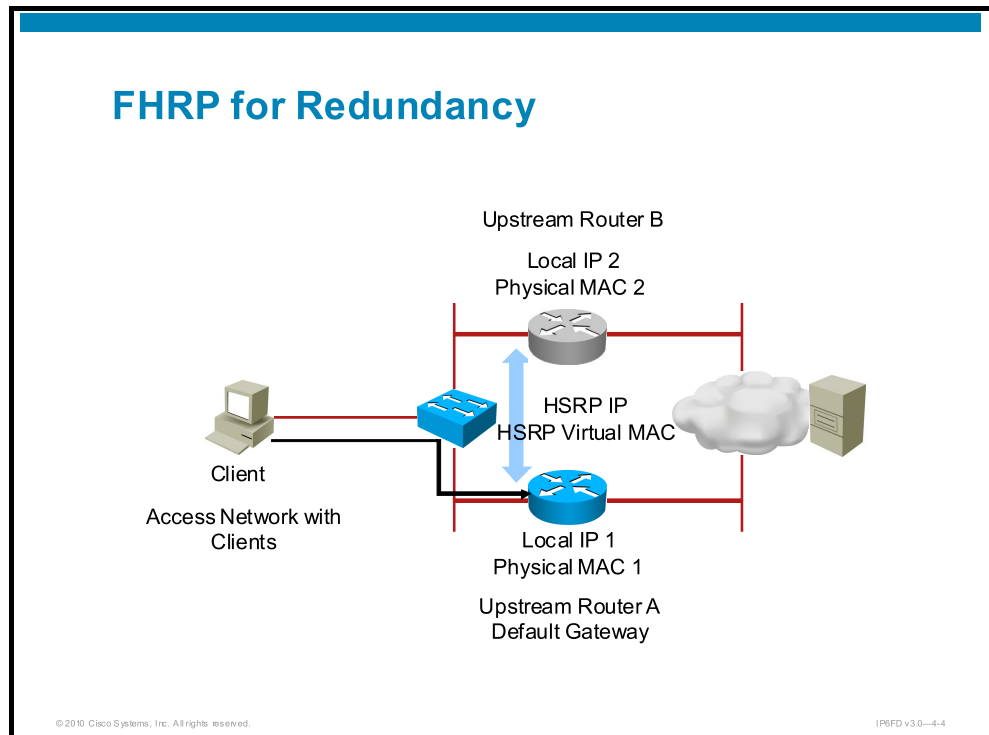 FHRP for Redundancy
Upstream Router B
Local IP 2
Physical MAC 2
HSRP IP
HSRP Virtual MAC
Client
Access Network with
Clients
Local IP 1
Physical MAC 1
Upstream Router A
Default Gateway
© 2010 Cisco Systems, Inc. All rights reserved.
IP6FD v3.0—4-4